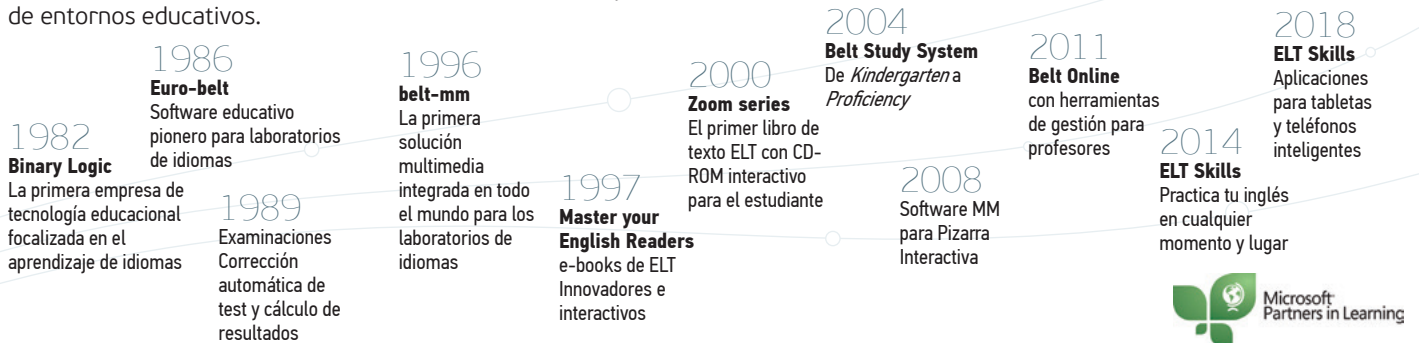 de entornos educativos.
1982
Binary Logic
La primera empresa de
tecnología educacional
focalizada en el
aprendizaje de idiomas
1986
Euro-belt
Software educativo
pionero para laboratorios
de idiomas
1989
Examinaciones
Corrección
automática de
test y cálculo de
resultados
1996
belt-mm
La primera
solución
multimedia
integrada en todo
el mundo para los
laboratorios de
idiomas
1997
Master your
English Readers
e-books de ELT
Innovadores e
interactivos
2000
Zoom series
El primer libro de
texto ELT con CD-
ROM interactivo
para el estudiante
2004
Belt Study System
De Kindergarten a
Proficiency
2008
Software MM
para Pizarra
Interactiva
2011
Belt Online
con herramientas
de gestión para
profesores
2014
ELT Skills
Practica tu inglés
en cualquier
momento y lugar
2018
ELT Skills
Aplicaciones
para tabletas
y teléfonos
inteligentes
Microsoft
Partners in Learning